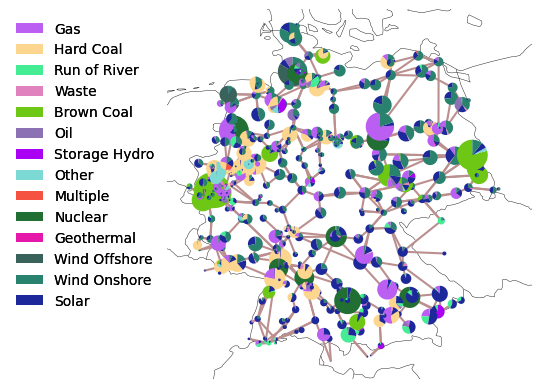 Gas
Hard Coal
Run of River
Waste
Brown Coal
Oil
Storage Hydro
Other
Multiple
Nuclear
Geothermal
Wind Offshore
Wind Onshore
Solar